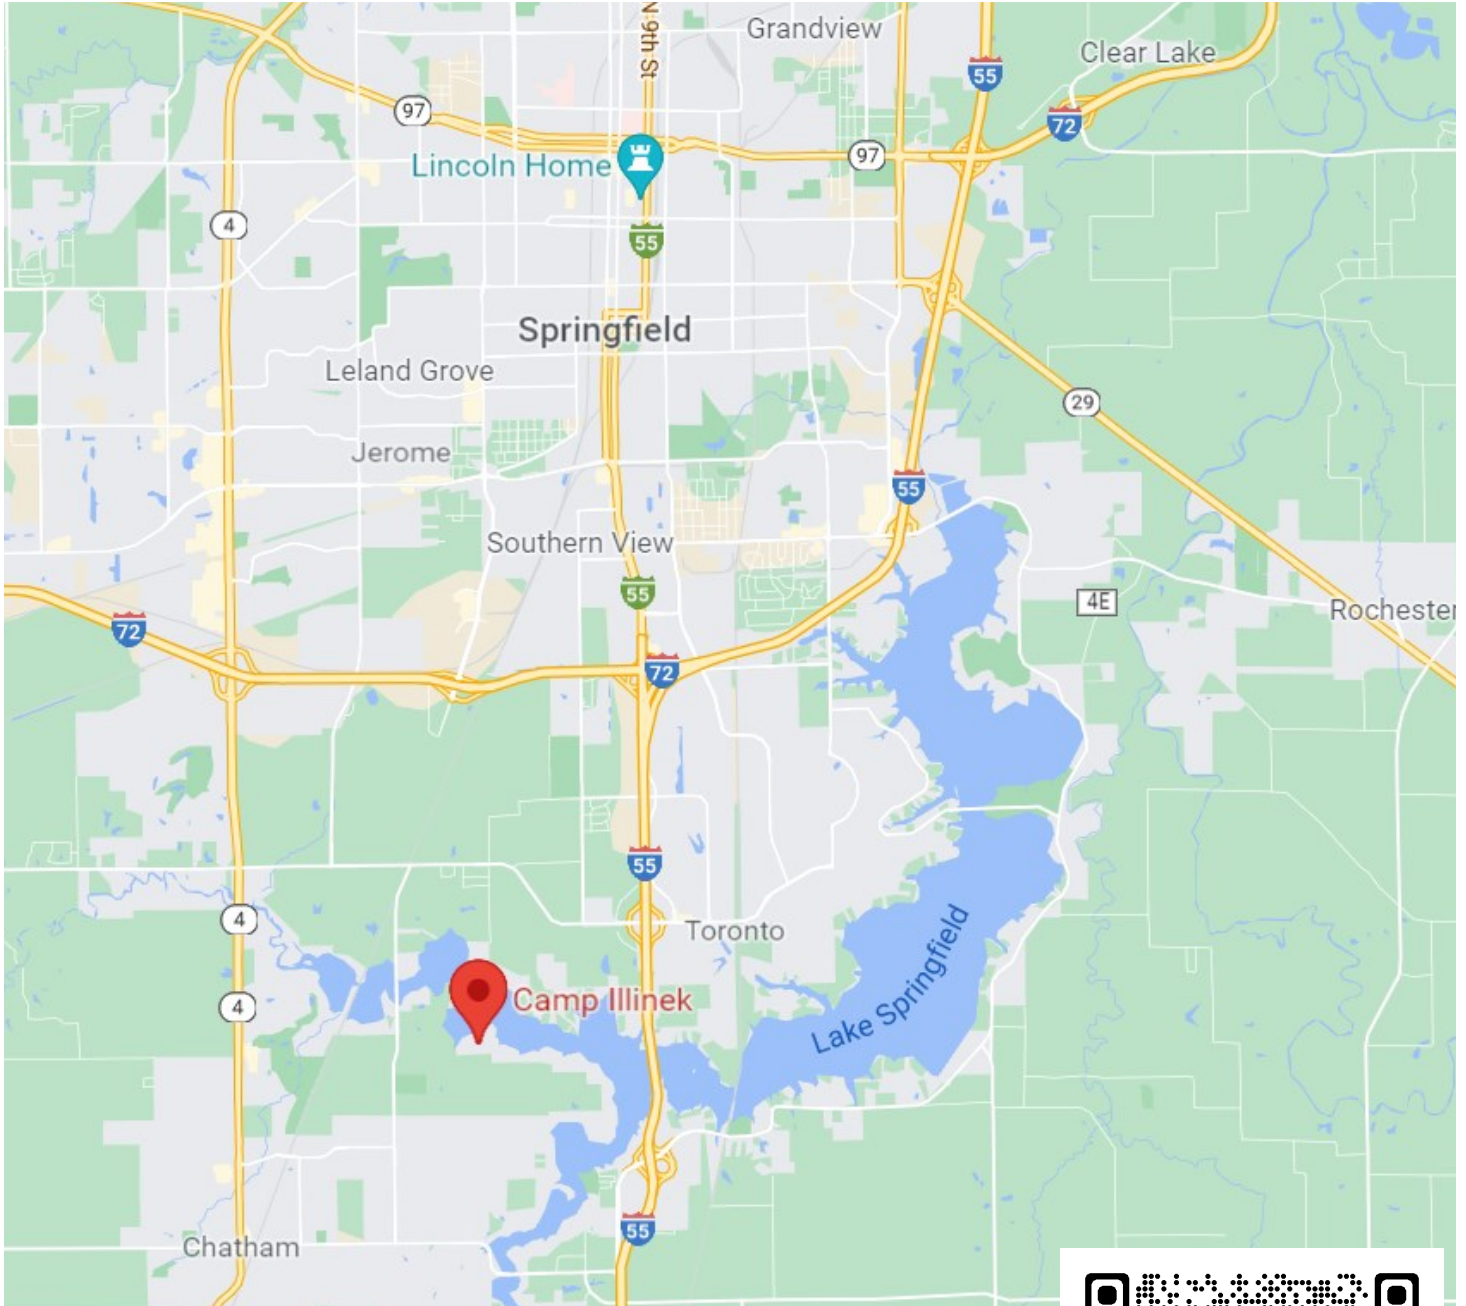 N 9th St
Grandview
Clear Lake
55
97
72
Lincoln Home
97
4
55
Springfield
Leland Grove
29
Jerome
55
Southern View
55
4E
Rochester
72
72
55
4
Toronto
Camp Illinek
4
Lake Springfield
55
Chatham